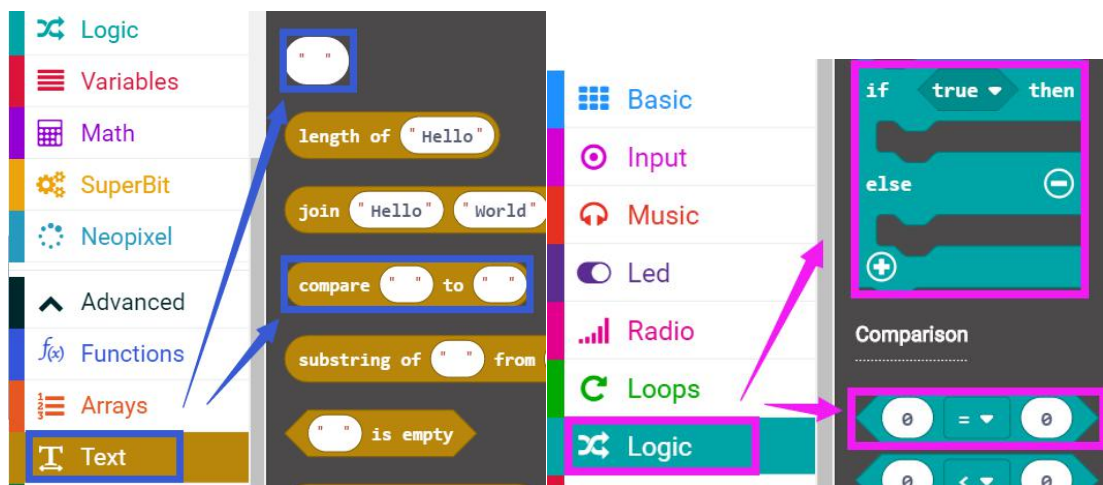 Logic
Variables
Math
SuperBit
Neopixel
Advanced
f(x) Functions
Arrays
Text
" "
length of "Hello"
join "Hello" "World"
compare " " to " "
substring of " " from
" " is empty
Basic
Input
Music
Led
Radio
Loops
Logic
if true then
else
Comparison
0 = 0
0 < 0